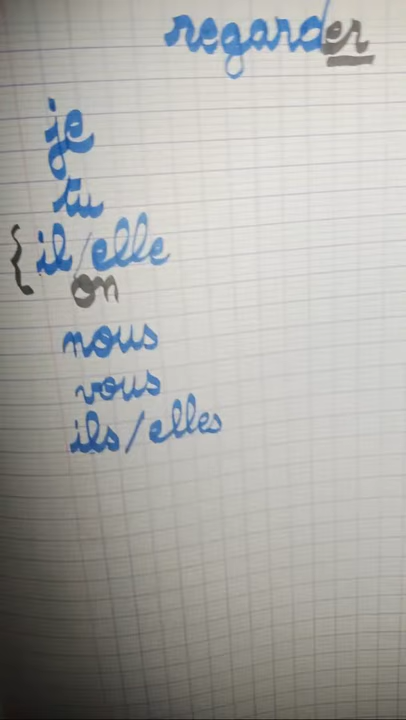 regarder
je
tu
{ il/elle
on
nous
vous
ils/elles